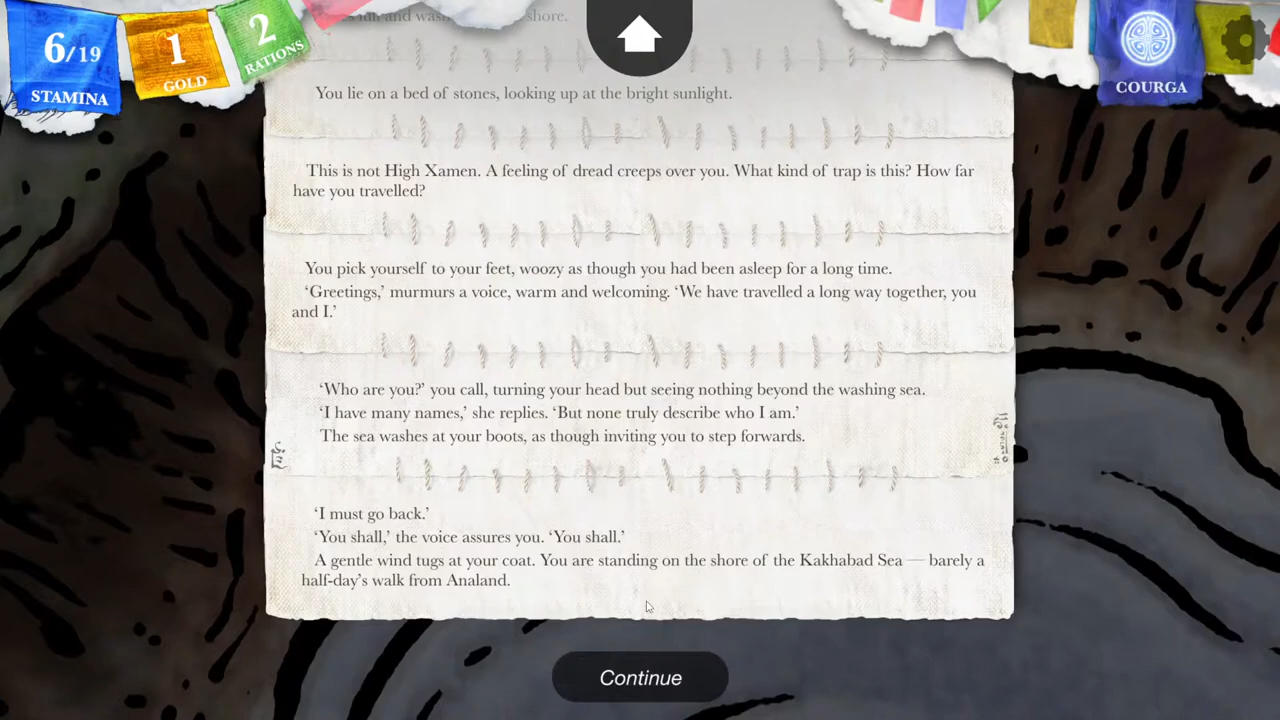 6/19
STAMINA
1
GOLD
2
RATIONS
COURGA
and
shore.
You lie on a bed of stones, looking up at the bright sunlight.
This is not High Xamen. A feeling of dread creeps over you. What kind of trap is this? How far
have you travelled?
You pick yourself to your feet, woozy as though you had been asleep for a long time.
‘Greetings,’ murmurs a voice, warm and welcoming. ‘We have travelled a long way together, you
and I.’
‘Who are you?’ you call, turning your head but seeing nothing beyond the washing sea.
‘I have many names,’ she replies. ‘But none truly describe who I am.’
The sea washes at your boots, as though inviting you to step forwards.
‘I must go back.’
‘You shall,’ the voice assures you. ‘You shall.’
A gentle wind tugs at your coat. You are standing on the shore of the Kakhabad Sea — barely a
half-day’s walk from Analand.
Continue